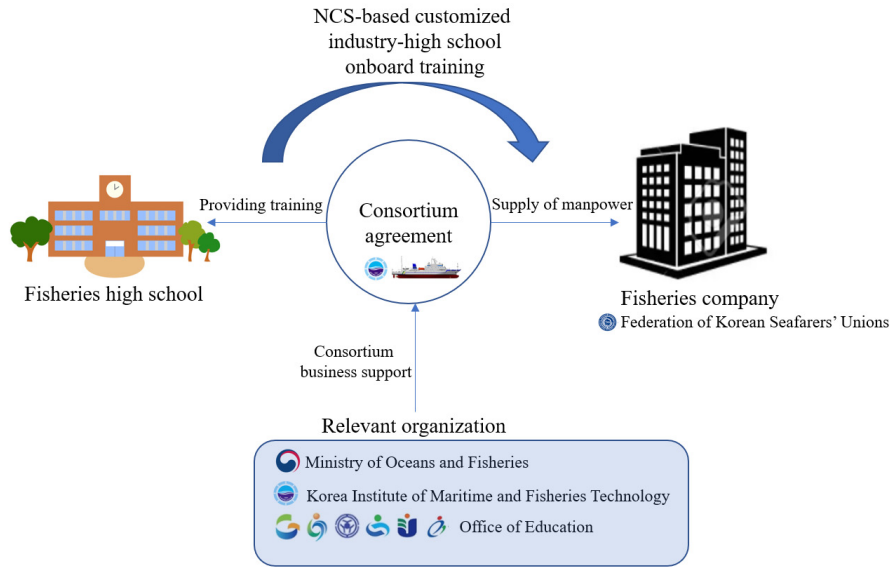 NCS-based customized
industry-high school
onboard training
Providing training
Consortium
agreement
Supply of manpower
Fisheries high school
Fisheries company
Federation of Korean Seafarers’ Unions
Consortium
business support
Relevant organization
Ministry of Oceans and Fisheries
Korea Institute of Maritime and Fisheries Technology
Office of Education